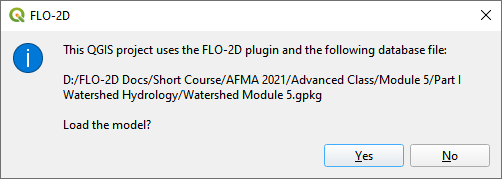 FLO-2D
This QGIS project uses the FLO-2D plugin and the following database file:
D:/FLO-2D Docs/Short Course/AFMA 2021/Advanced Class/Module 5/Part I
Watershed Hydrology/Watershed Module 5.gpkg
Load the model?
Yes No